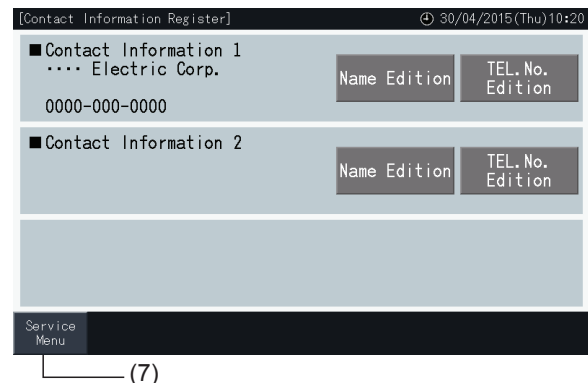 [Contact Information Register] 30/04/2015(Thu)10:20
■Contact Information 1
···· Electric Corp.
Name Edition
TEL.No.
Edition
0000-000-0000
■Contact Information 2
Name Edition
TEL.No.
Edition
Service
Menu
(7)